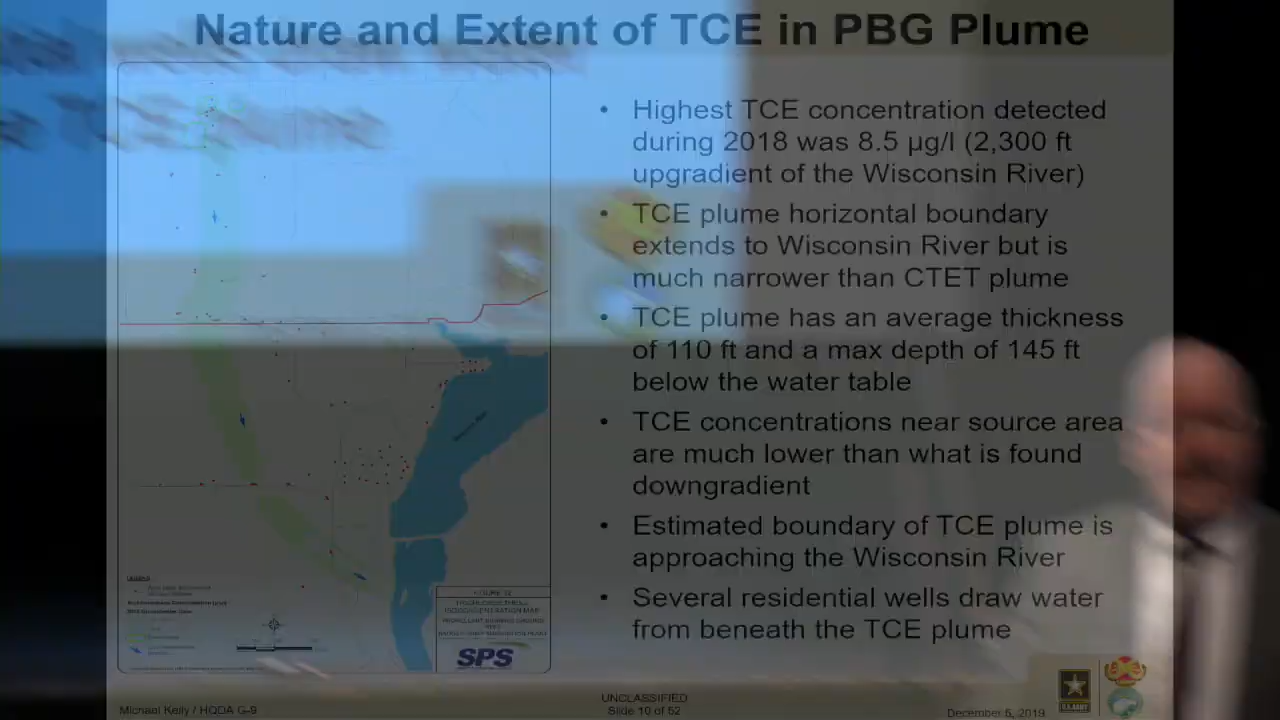 Nature and Extent of TCE in PBG Plume
• Highest TCE concentration detected
during 2018 was 8.5 µg/l (2,300 ft
upgradient of the Wisconsin River)
• TCE plume horizontal boundary
extends to Wisconsin River but is
much narrower than CTET plume
• TCE plume has an average thickness
of 110 ft and a max depth of 145 ft
below the water table
• TCE concentrations near source area
are much lower than what is found
downgradient
• Estimated boundary of TCE plume is
approaching the Wisconsin River
• Several residential wells draw water
from beneath the TCE plume
SPS
U.S. ARMY
Michael Kelly / HQDA G-9
UNCLASSIFIED
Slide 10 of 52
December 5, 2019